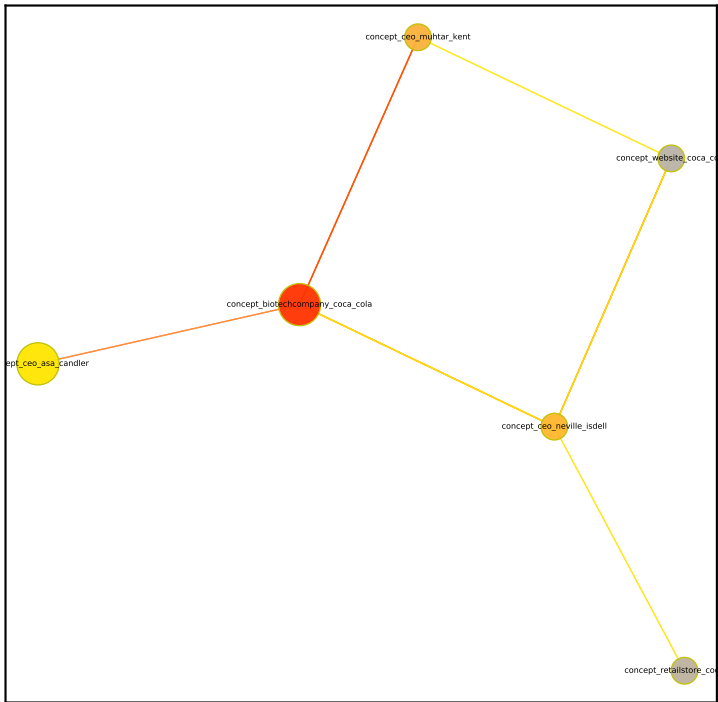 concept_ceo_muhtar_kent
concept_website_coca_co
concept_biotechcompany_coca_cola
ept_ceo_asa_candler
concept_ceo_neville_isdell
concept_retailstore_coc